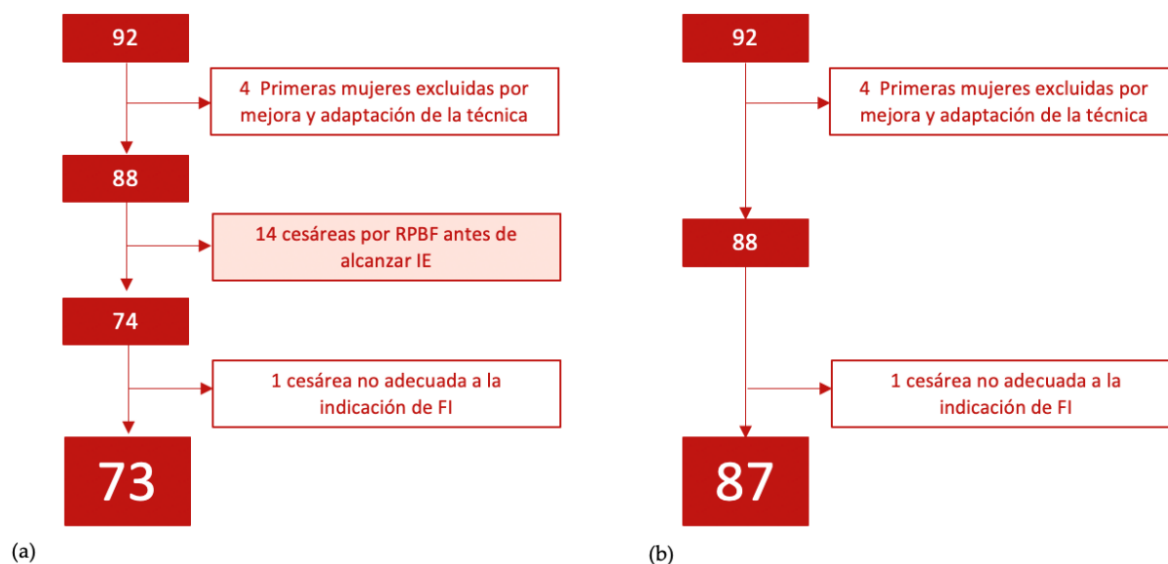 92
4 Primeras mujeres excluidas por
mejora y adaptación de la técnica
88
14 cesáreas por RPBF antes de
alcanzar IE
74
1 cesárea no adecuada a la
indicación de FI
73
(a)
92
4 Primeras mujeres excluidas por
mejora y adaptación de la técnica
88
1 cesárea no adecuada a la
indicación de FI
87
(b)